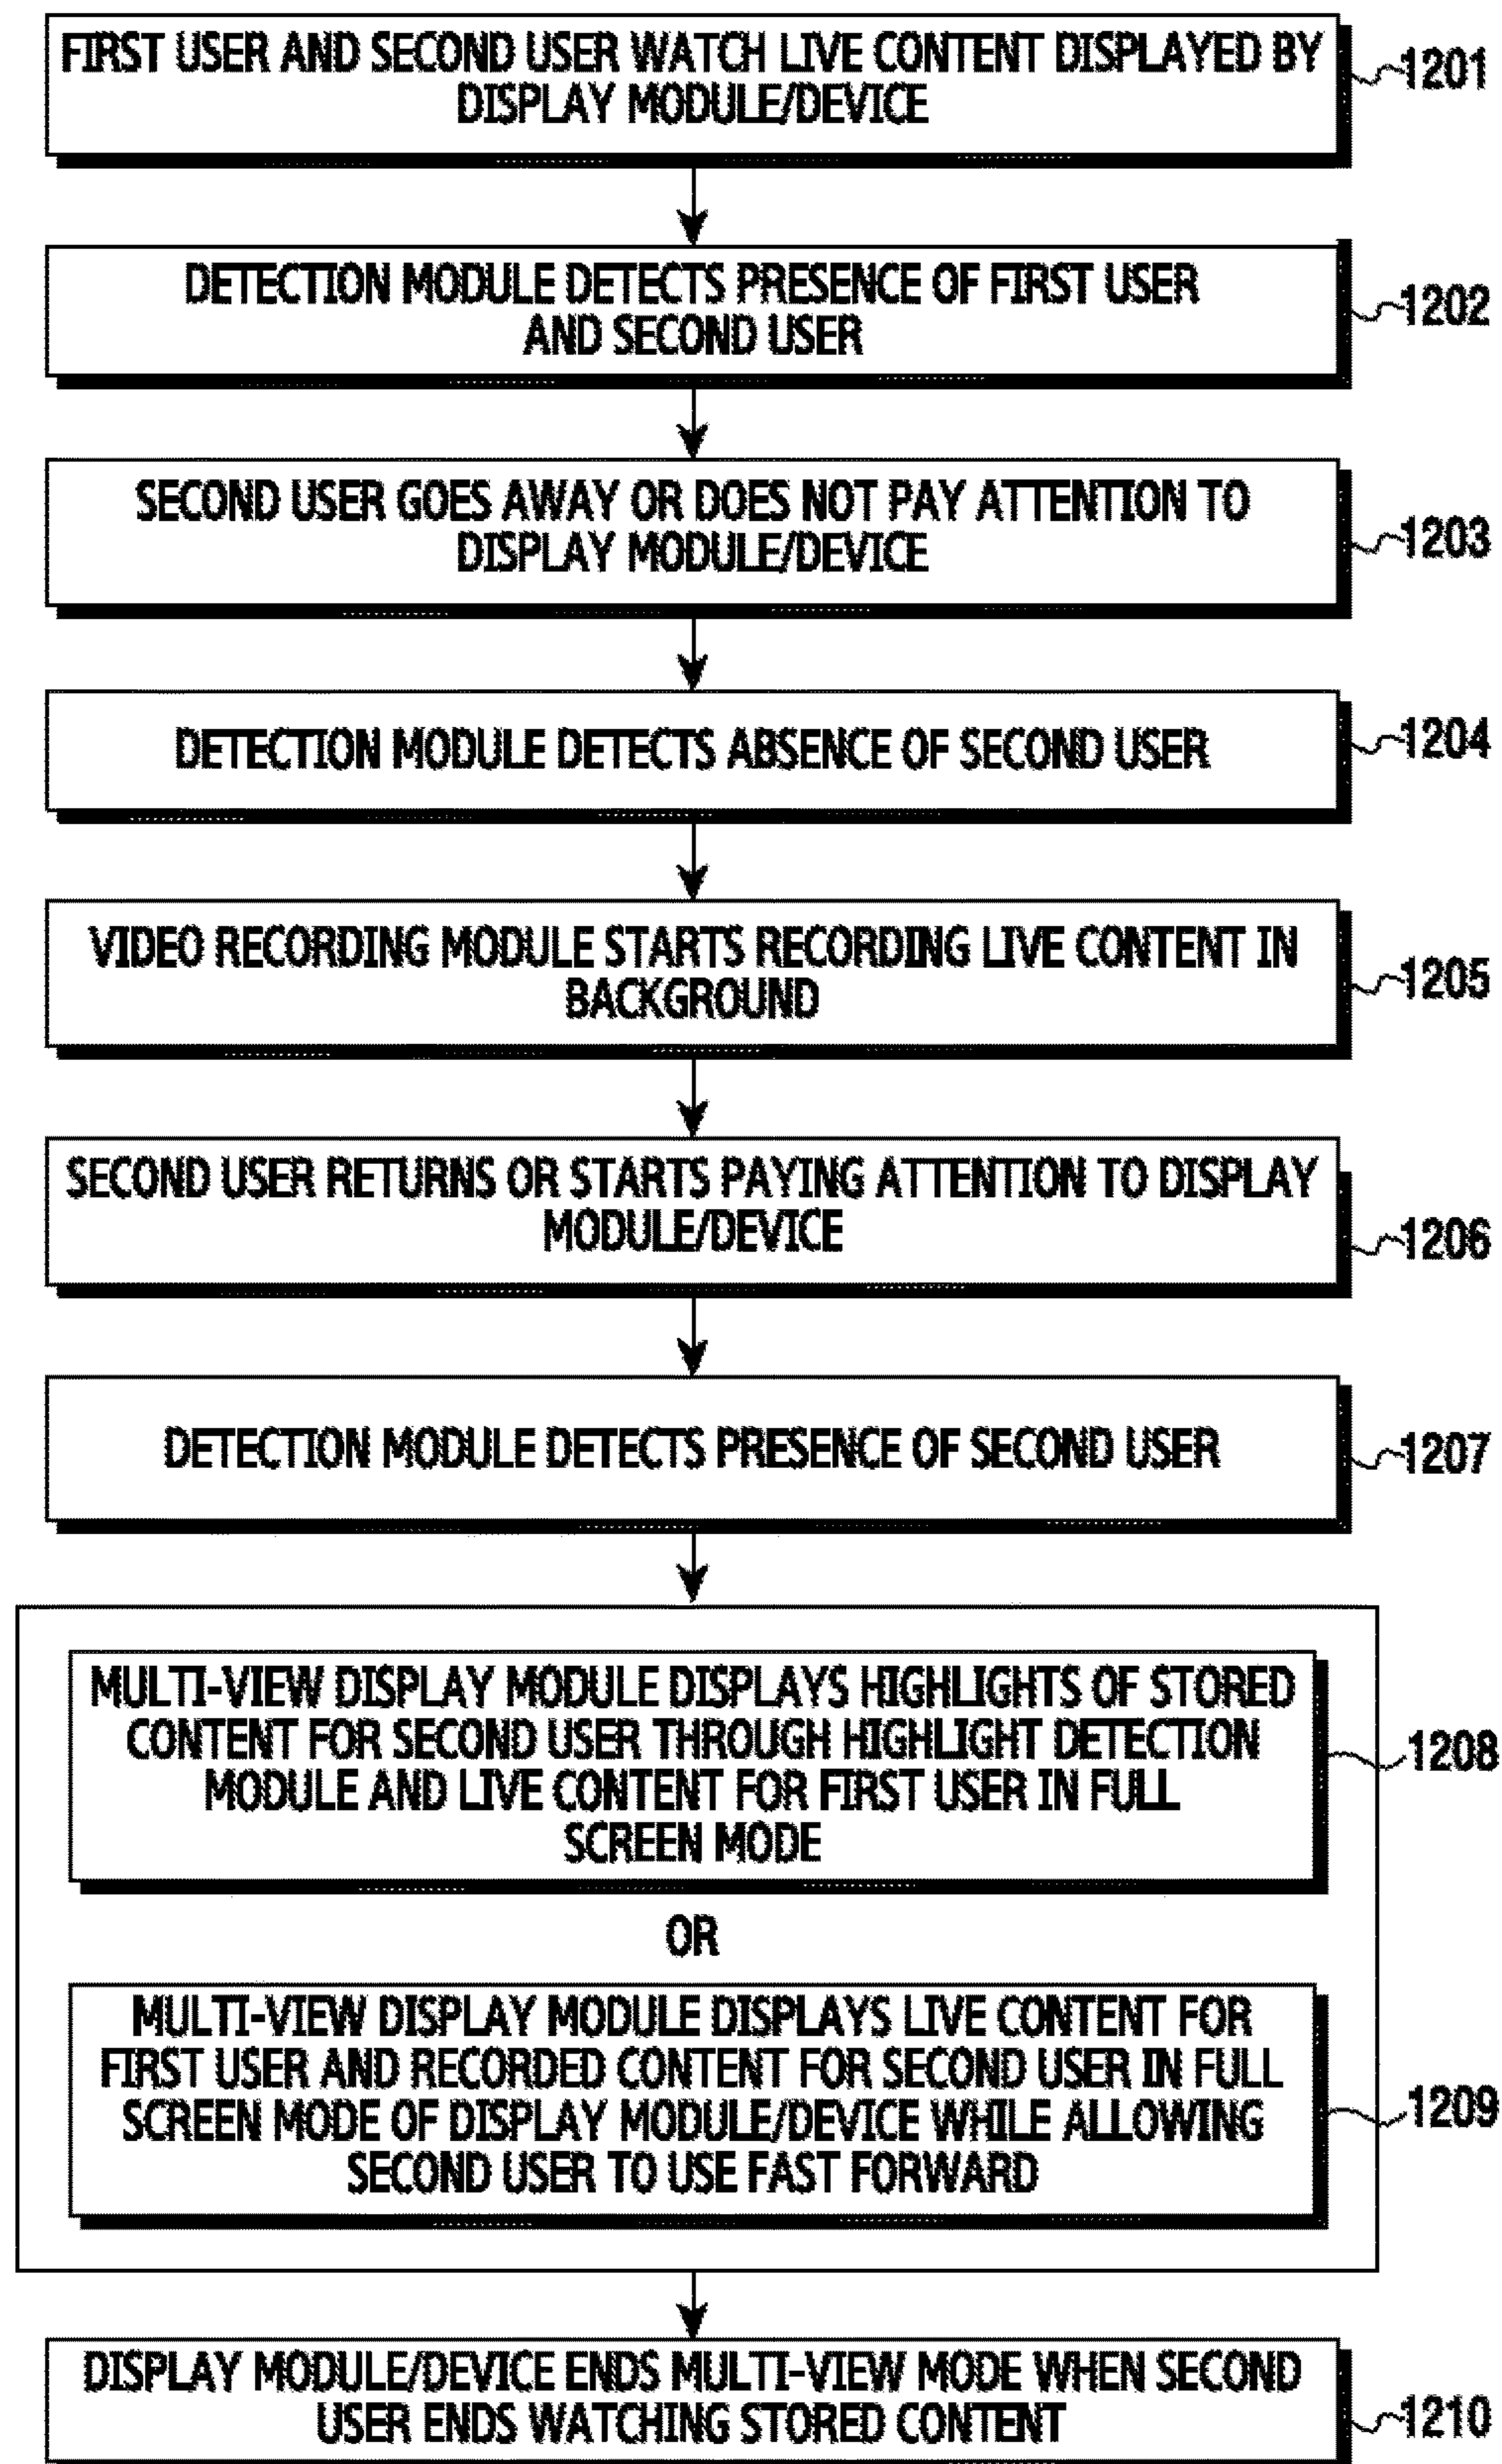 FIRST USER AND SECOND USER WATCH LIVE CONTENT DISPLAYED BY
DISPLAY MODULE/DEVICE
1201
DETECTION MODULE DETECTS PRESENCE OF FIRST USER
AND SECOND USER
1202
SECOND USER GOES AWAY OR DOES NOT PAY ATTENTION TO
DISPLAY MODULE/DEVICE
1203
DETECTION MODULE DETECTS ABSENCE OF SECOND USER
1204
VIDEO RECORDING MODULE STARTS RECORDING LIVE CONTENT IN
BACKGROUND
1205
SECOND USER RETURNS OR STARTS PAYING ATTENTION TO DISPLAY
MODULE/DEVICE
1206
DETECTION MODULE DETECTS PRESENCE OF SECOND USER
1207
MULTI-VIEW DISPLAY MODULE DISPLAYS HIGHLIGHTS OF STORED
CONTENT FOR SECOND USER THROUGH HIGHLIGHT DETECTION
MODULE AND LIVE CONTENT FOR FIRST USER IN FULL
SCREEN MODE
1208
OR
MULTI-VIEW DISPLAY MODULE DISPLAYS LIVE CONTENT FOR
FIRST USER AND RECORDED CONTENT FOR SECOND USER IN FULL
SCREEN MODE OF DISPLAY MODULE/DEVICE WHILE ALLOWING
SECOND USER TO USE FAST FORWARD
1209
DISPLAY MODULE/DEVICE ENDS MULTI-VIEW MODE WHEN SECOND
USER ENDS WATCHING STORED CONTENT
1210